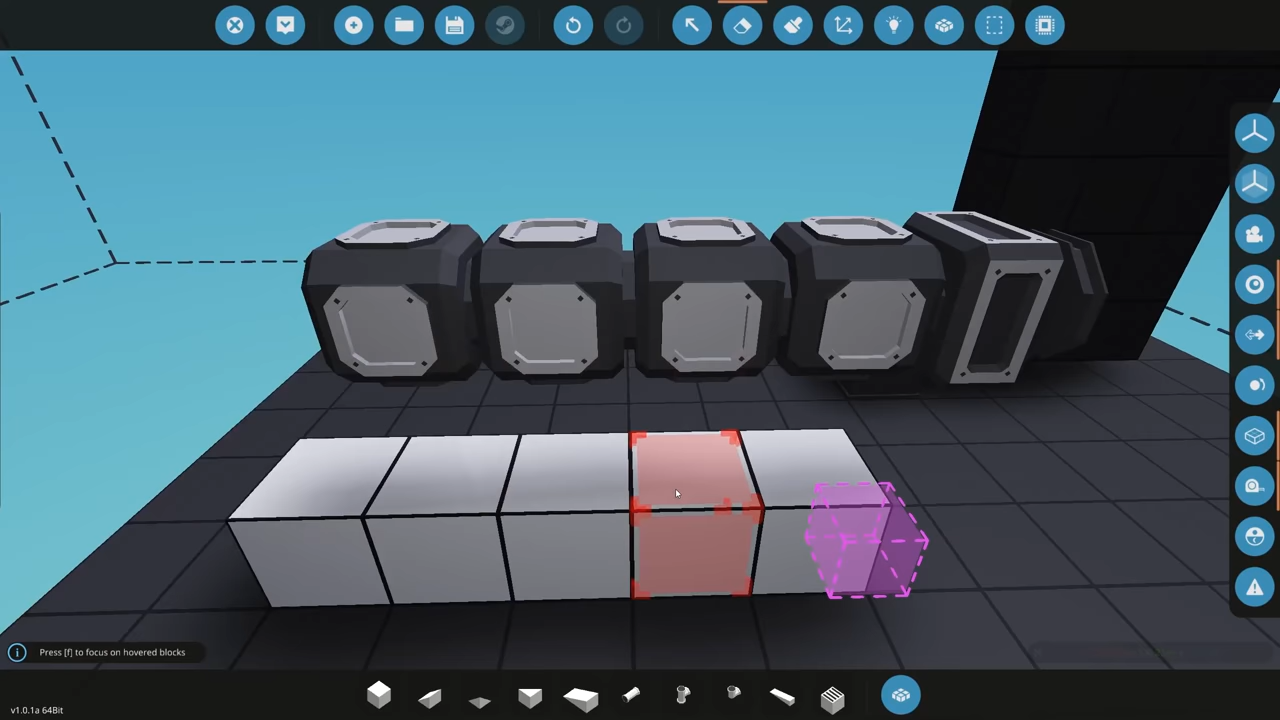 Press [f] to focus on hovered blocks
v1.0.1a 64Bit